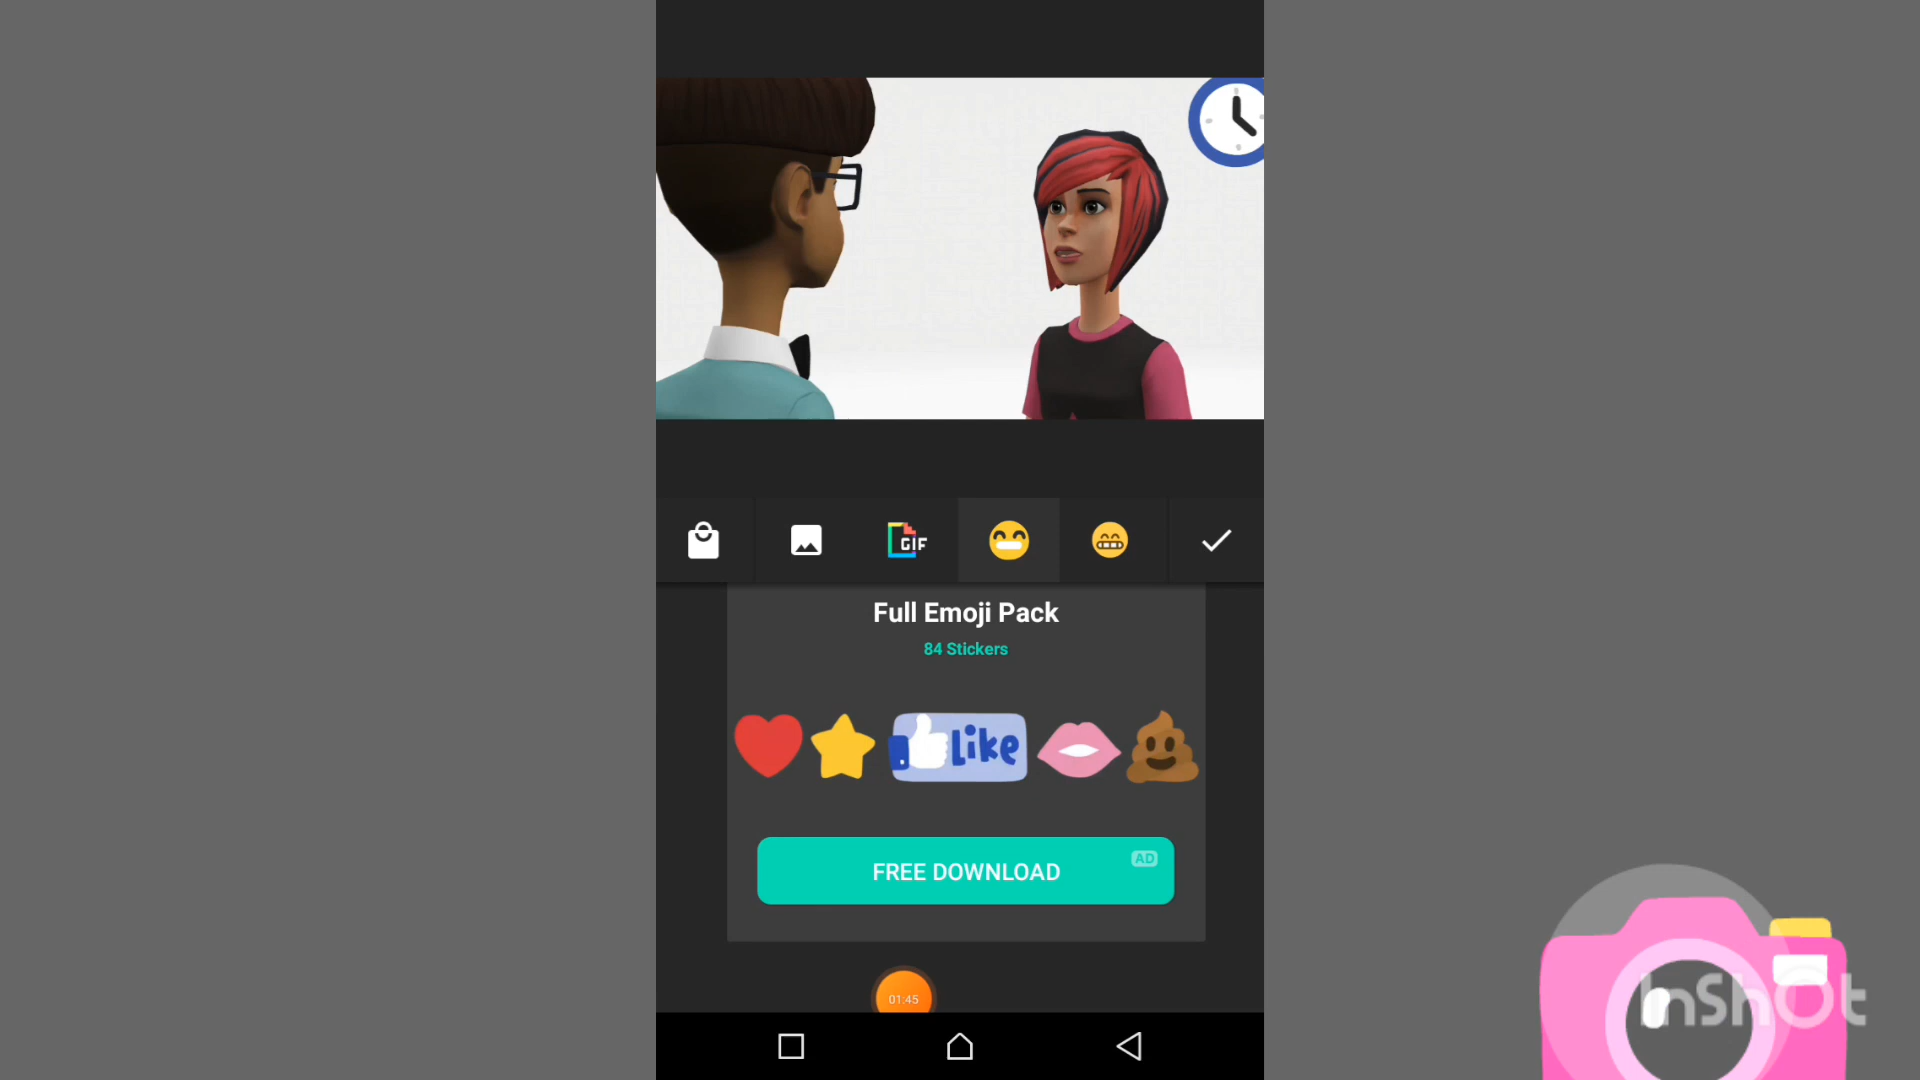 GIF
Full Emoji Pack
84 Stickers
Like
FREE DOWNLOAD
AD
01:45
InShOt